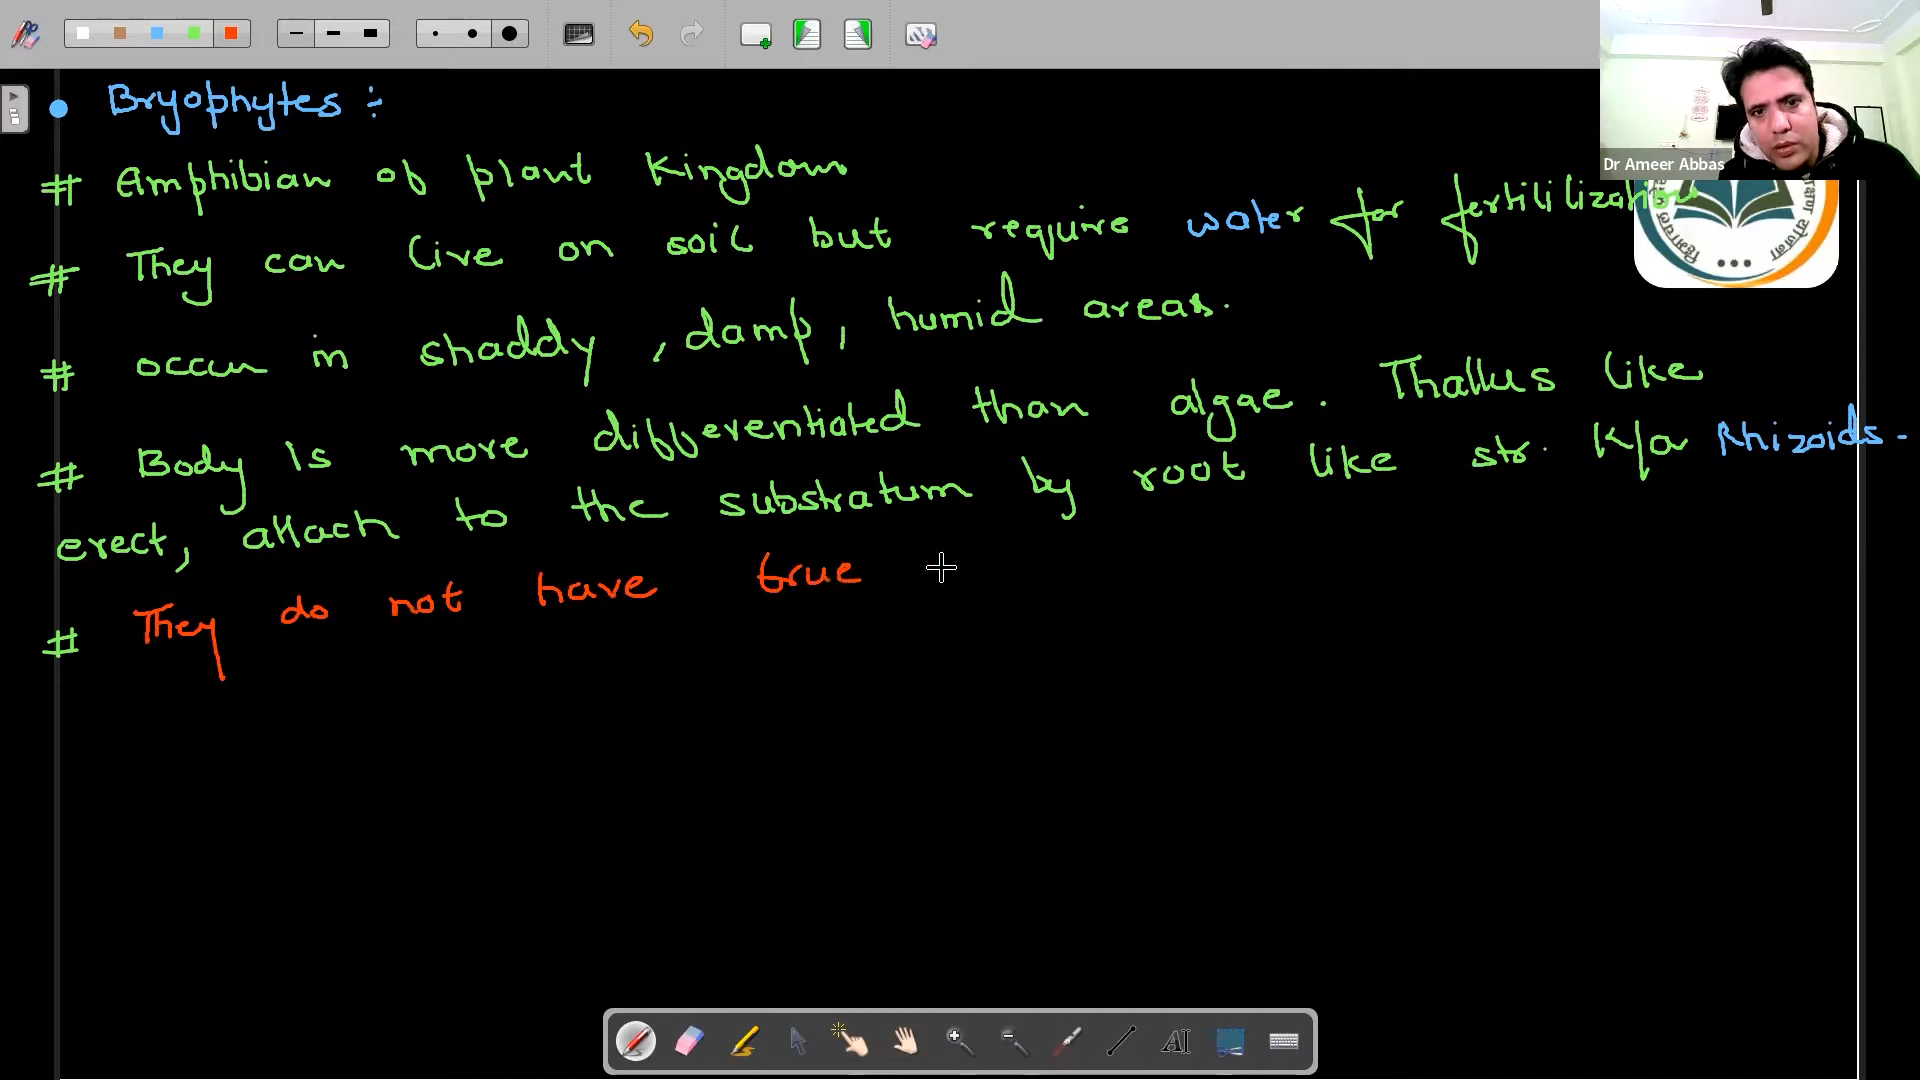 Bryophytes :-
# Amphibian of plant Kingdom
# They can live on soil but require water for fertililization
# occur in shaddy , damp , humid areas.
# Body is more differentiated than algae . Thallus like
erect, attach to the substratum by root like str. K/a Rhizoids -
# They do not have true
Dr Ameer Abbas